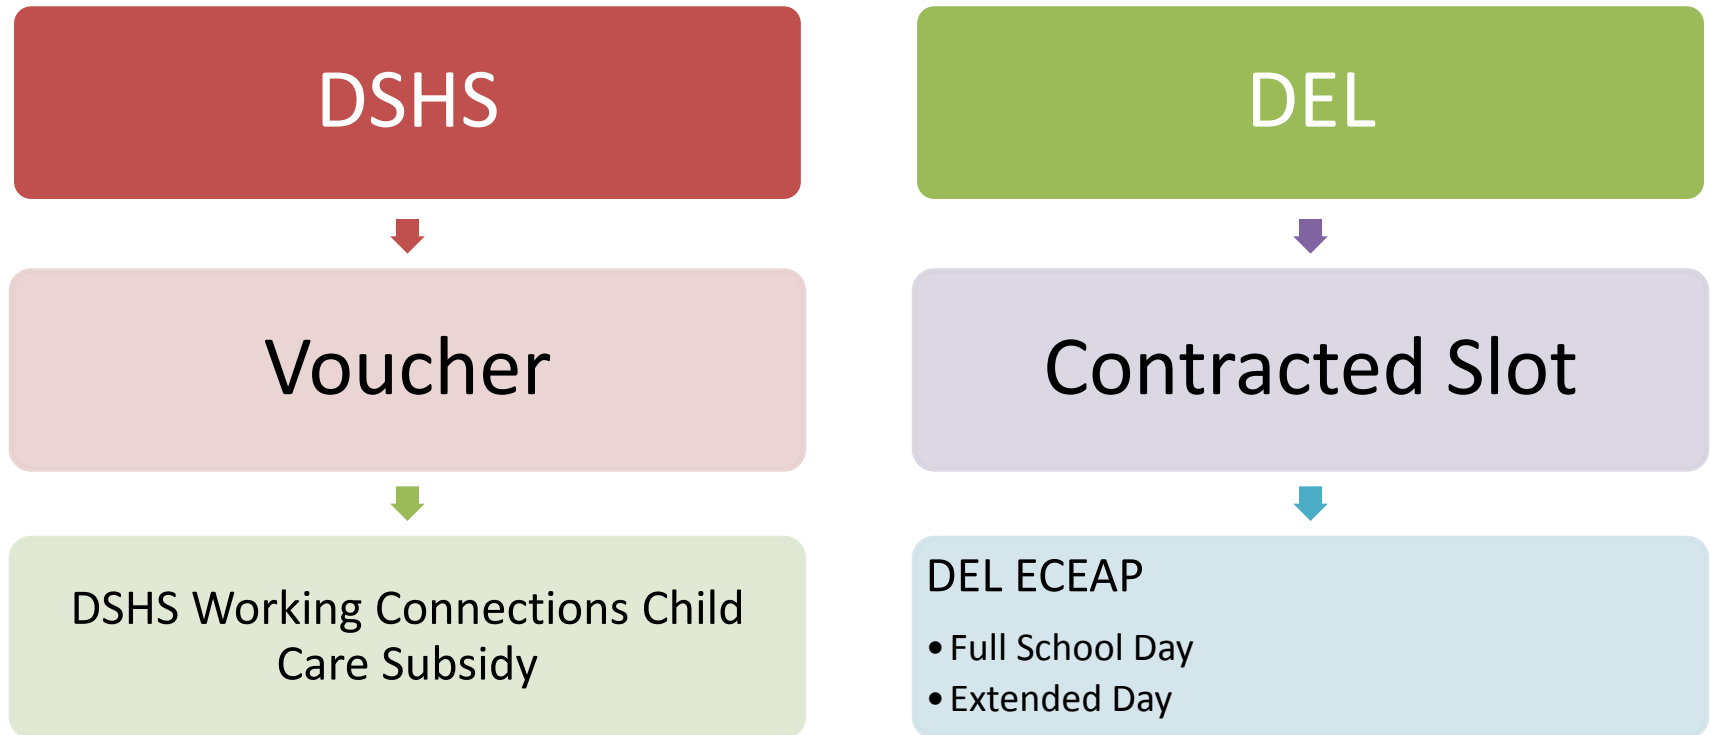 DSHS
Voucher
DSHS Working Connections Child
Care Subsidy
DEL
Contracted Slot
DEL ECEAP
• Full School Day
• Extended Day